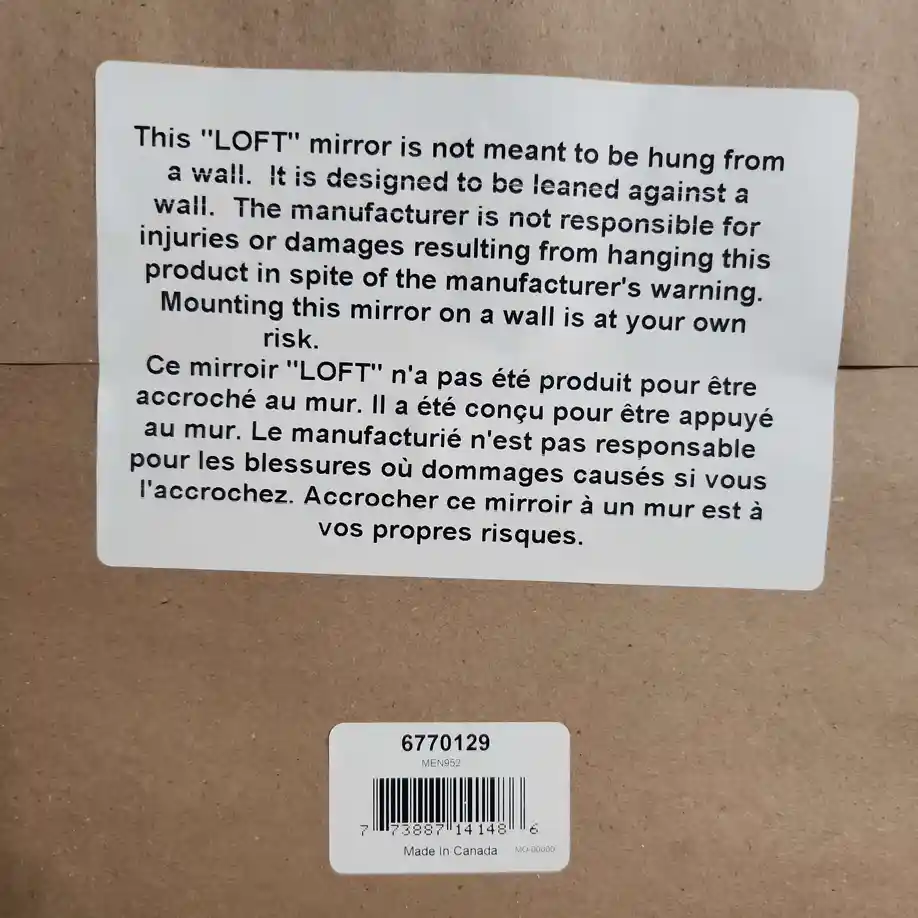 This "LOFT" mirror is not meant to be hung from
a wall. It is designed to be leaned against a
wall. The manufacturer is not responsible for
injuries or damages resulting from hanging this
product in spite of the manufacturer's warning.
Mounting this mirror on a wall is at your own
risk.
Ce mirroir "LOFT" n'a pas été produit pour être
accroché au mur. Il a été conçu pour être appuyé
au mur. Le manufacturié n'est pas responsable
pour les blessures où dommages causés si vous
l'accrochez. Accrocher ce mirroir à un mur est à
vos propres risques.
6770129
MEN952
7 73887 14148 6
Made In Canada MO-00000